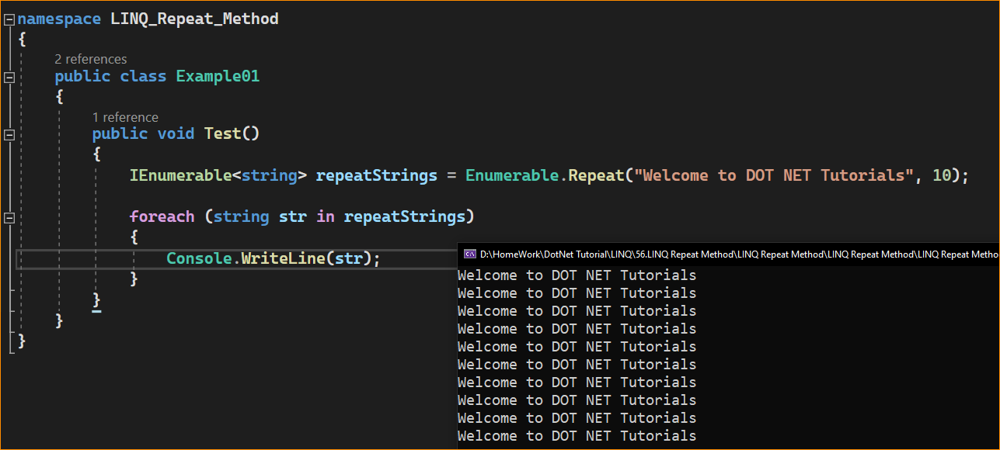 namespace LINQ_Repeat_Method
{
2 references
public class Example01
{
1 reference
public void Test()
{
IEnumerable<string> repeatStrings = Enumerable.Repeat("Welcome to DOT NET Tutorials", 10);
foreach (string str in repeatStrings)
{
Console.WriteLine(str);
}
}
}
}
D:\HomeWork\DotNet Tutorial\LINQ\56.LINQ Repeat Method\LINQ Repeat Method\LINQ Repeat Method\LINQ Repeat Metho
Welcome to DOT NET Tutorials
Welcome to DOT NET Tutorials
Welcome to DOT NET Tutorials
Welcome to DOT NET Tutorials
Welcome to DOT NET Tutorials
Welcome to DOT NET Tutorials
Welcome to DOT NET Tutorials
Welcome to DOT NET Tutorials
Welcome to DOT NET Tutorials
Welcome to DOT NET Tutorials